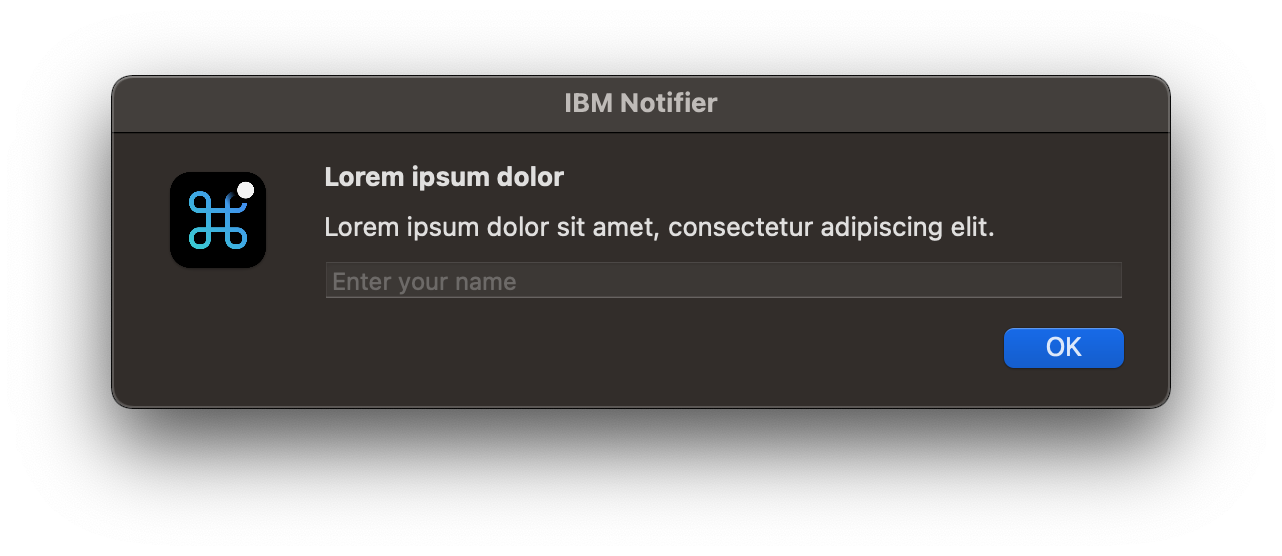 IBM Notifier
Lorem ipsum dolor
Lorem ipsum dolor sit amet, consectetur adipiscing elit.
Enter your name
OK